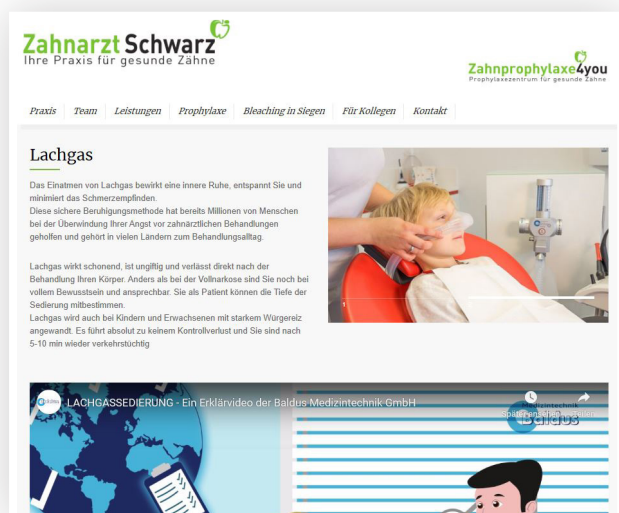 Zahnarzt Schwarz
Ihre Praxis für gesunde Zähne
Zahnprophylaxe4you
Prophylaxezentrum für gesunde Zähne
Praxis Team Leistungen Prophylaxe Bleaching in Siegen Für Kollegen Kontakt
Lachgas
Das Einatmen von Lachgas bewirkt eine innere Ruhe, entspannt Sie und
minimiert das Schmerzempfinden.
Diese sichere Beruhigungsmethode hat bereits Millionen von Menschen
bei der Überwindung Ihrer Angst vor zahnärztlichen Behandlungen
geholfen und gehört in vielen Ländern zum Behandlungsalltag.
Lachgas wirkt schonend, ist ungiftig und verlässt direkt nach der
Behandlung Ihren Körper. Anders als bei der Vollnarkose sind Sie noch bei
vollem Bewusstsein und ansprechbar. Sie als Patient können die Tiefe der
Sedierung mitbestimmen.
Lachgas wird auch bei Kindern und Erwachsenen mit starkem Würgereiz
angewandt. Es führt absolut zu keinem Kontrollverlust und Sie sind nach
5-10 min wieder verkehrstüchtig
1
LACHGASSEDIERUNG - Ein Erklärvideo der Baldus Medizintechnik GmbH
Medizintechnik
Später ansehen
Baldus